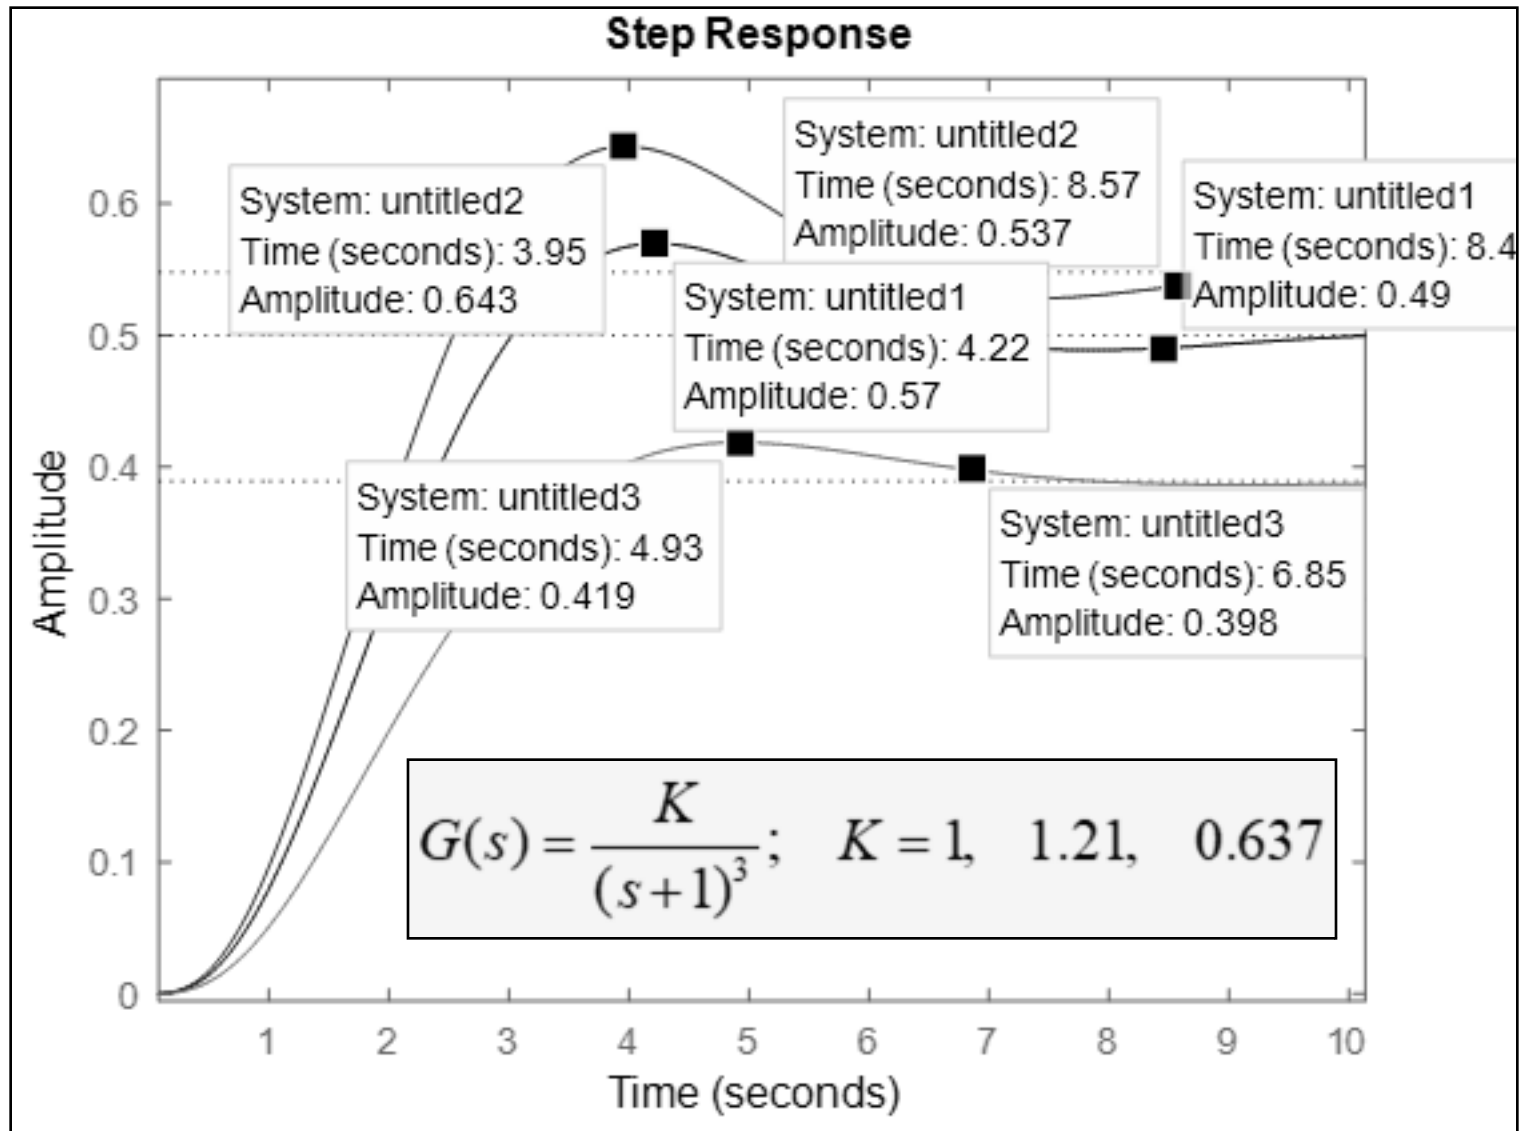 Step Response
System: untitled2
Time (seconds): 8.57
Amplitude: 0.537
System: untitled1
Time (seconds): 8.4
Amplitude: 0.49
System: untitled2
Time (seconds): 3.95
Amplitude: 0.643
System: untitled1
Time (seconds): 4.22
Amplitude: 0.57
System: untitled3
Time (seconds): 4.93
Amplitude: 0.419
System: untitled3
Time (seconds): 6.85
Amplitude: 0.398
G(s) = K / (s+1)³ ; K = 1, 1.21, 0.637
Amplitude
0.6
0.5
0.4
0.3
0.2
0.1
0
1 2 3 4 5 6 7 8 9 10
Time (seconds)